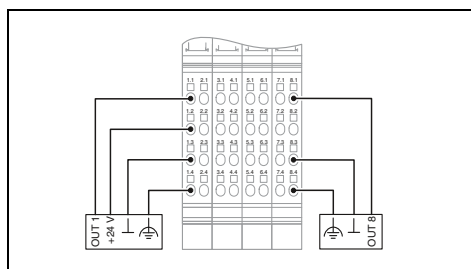 1.1 2.1 3.1 4.1 5.1 6.1 7.1 8.1
1.2 2.2 3.2 4.2 5.2 6.2 7.2 8.2
1.3 2.3 3.3 4.3 5.3 6.3 7.3 8.3
1.4 2.4 3.4 4.4 5.4 6.4 7.4 8.4
OUT 1
+24 V
OUT 8